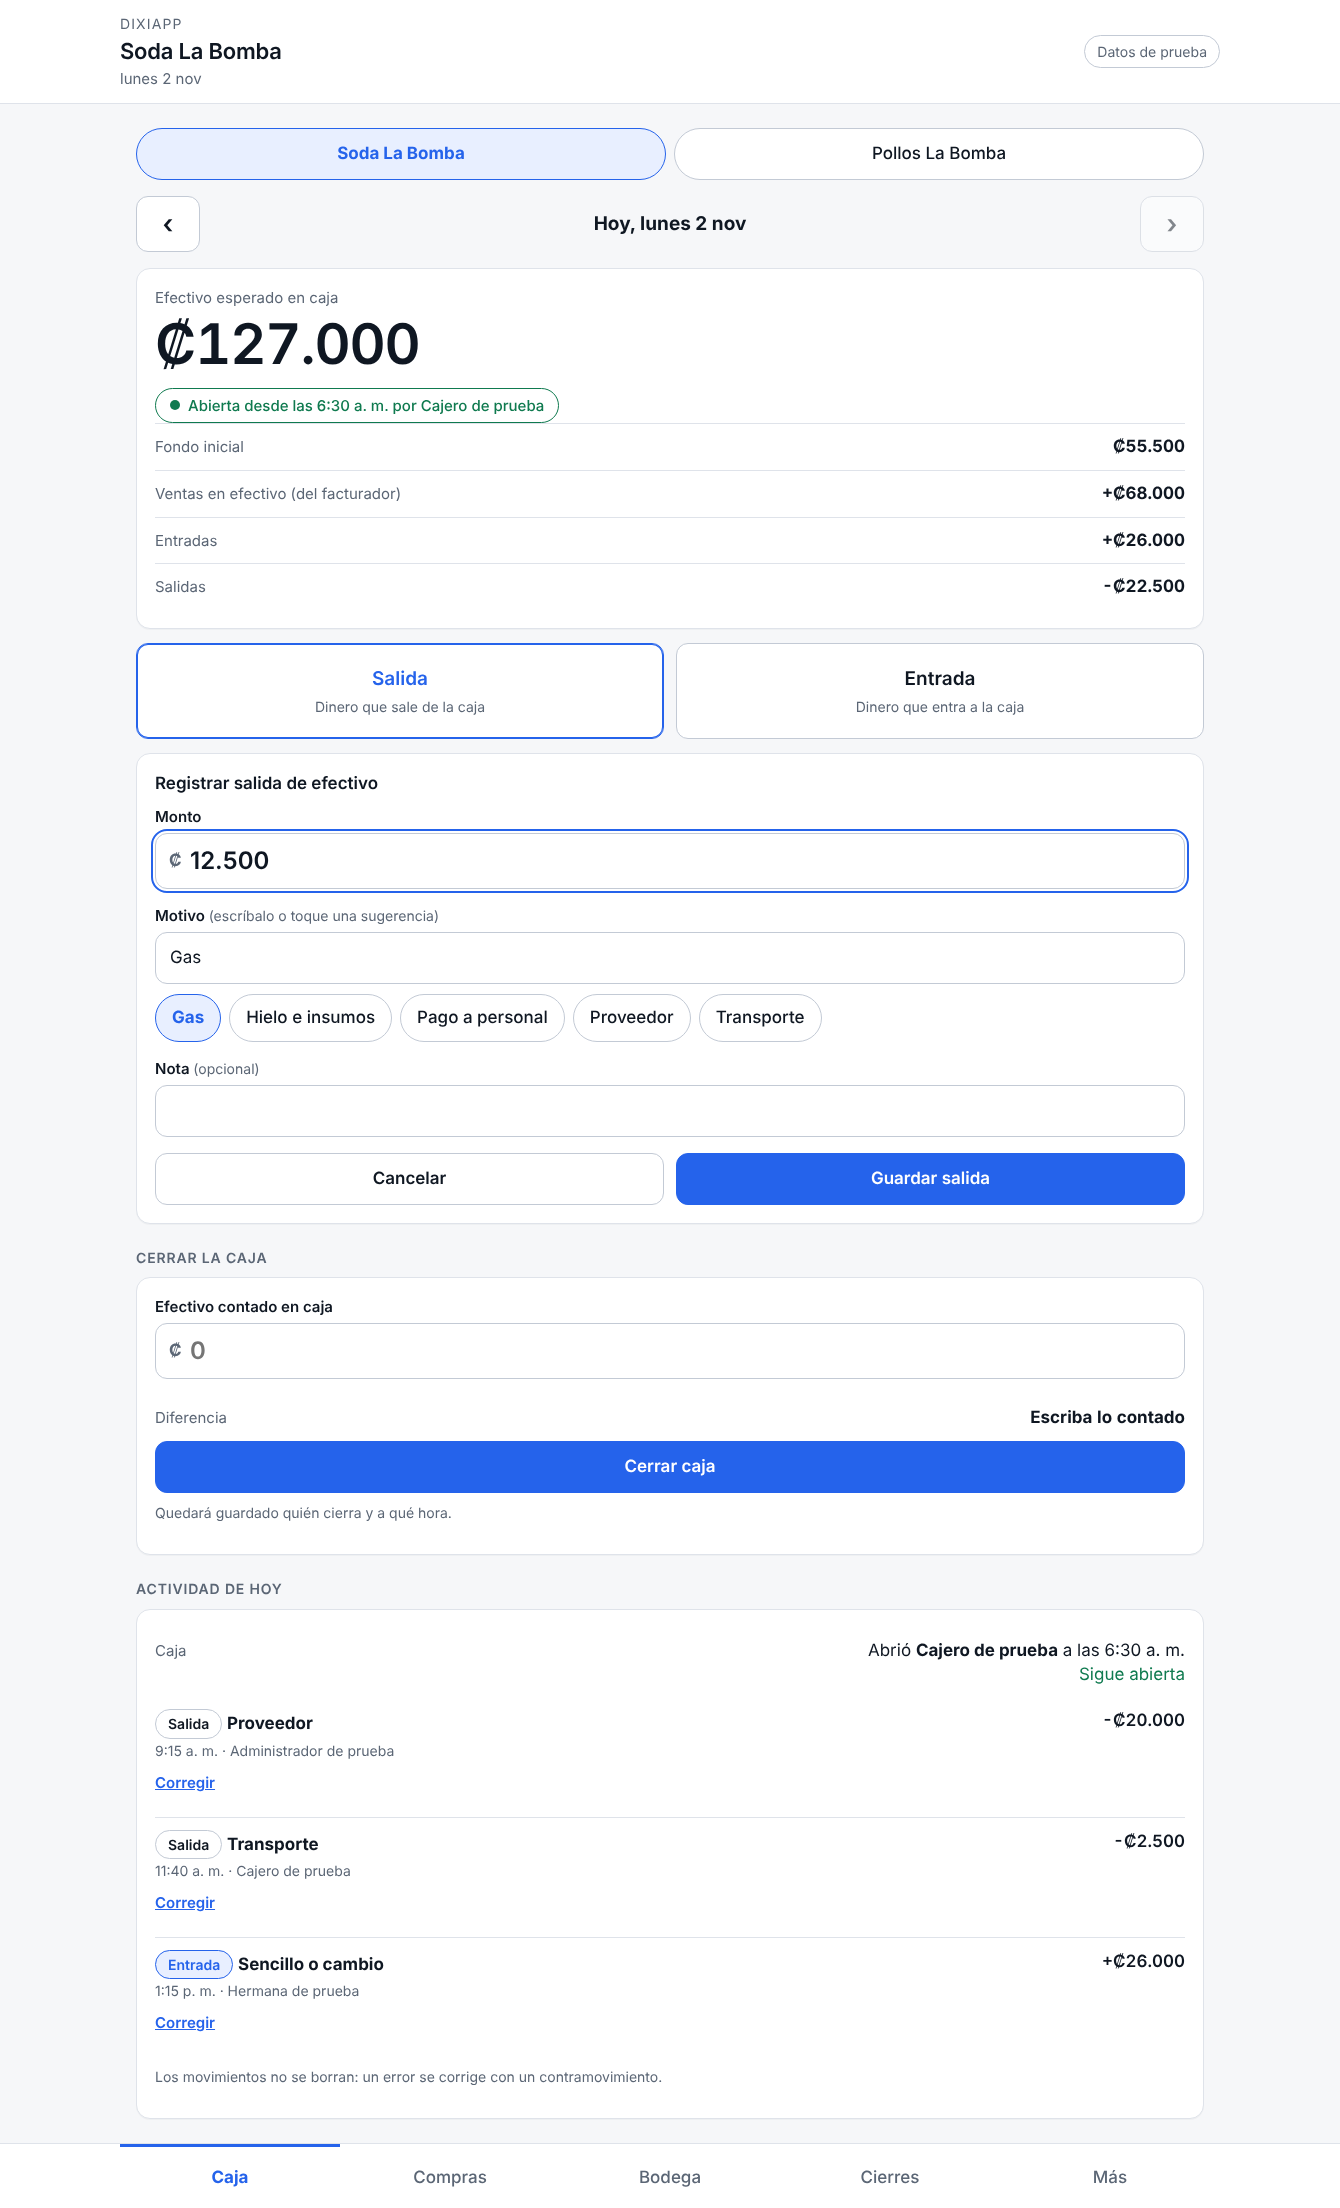 DIXIAPP
Soda La Bomba
lunes 2 nov
Datos de prueba
Soda La Bomba
Pollos La Bomba
‹
Hoy, lunes 2 nov
›
Efectivo esperado en caja
₡127.000
Abierta desde las 6:30 a. m. por Cajero de prueba
Fondo inicial
₡55.500
Ventas en efectivo (del facturador)
+₡68.000
Entradas
+₡26.000
Salidas
-₡22.500
Salida
Dinero que sale de la caja
Entrada
Dinero que entra a la caja
Registrar salida de efectivo
Monto
₡ 12.500
Motivo (escríbalo o toque una sugerencia)
Gas
Gas
Hielo e insumos
Pago a personal
Proveedor
Transporte
Nota (opcional)
Cancelar
Guardar salida
CERRAR LA CAJA
Efectivo contado en caja
₡ 0
Diferencia
Escriba lo contado
Cerrar caja
Quedará guardado quién cierra y a qué hora.
ACTIVIDAD DE HOY
Caja
Abrió Cajero de prueba a las 6:30 a. m.
Sigue abierta
Salida Proveedor
-₡20.000
9:15 a. m. · Administrador de prueba
Corregir
Salida Transporte
-₡2.500
11:40 a. m. · Cajero de prueba
Corregir
Entrada Sencillo o cambio
+₡26.000
1:15 p. m. · Hermana de prueba
Corregir
Los movimientos no se borran: un error se corrige con un contramovimiento.
Caja
Compras
Bodega
Cierres
Más